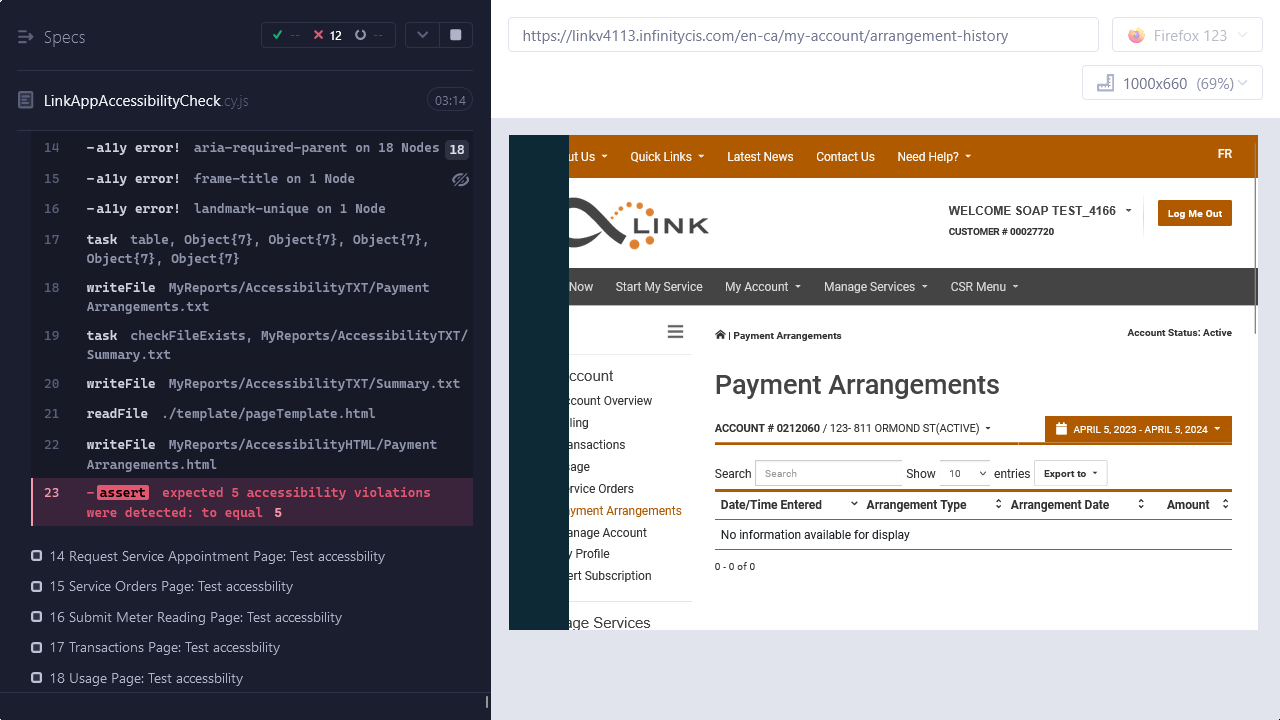 Specs
--
12
--
LinkAppAccessibilityCheck.cy.js
03:14
14 -a11y error! aria-required-parent on 18 Nodes 18
15 -a11y error! frame-title on 1 Node
16 -a11y error! landmark-unique on 1 Node
17 task table, Object{7}, Object{7}, Object{7},
Object{7}, Object{7}
18 writeFile MyReports/AccessibilityTXT/Payment
Arrangements.txt
19 task checkFileExists, MyReports/AccessibilityTXT/
Summary.txt
20 writeFile MyReports/AccessibilityTXT/Summary.txt
21 readFile ./template/pageTemplate.html
22 writeFile MyReports/AccessibilityHTML/Payment
Arrangements.html
23 -assert expected 5 accessibility violations
were detected: to equal 5
14 Request Service Appointment Page: Test accessbility
15 Service Orders Page: Test accessbility
16 Submit Meter Reading Page: Test accessbility
17 Transactions Page: Test accessbility
18 Usage Page: Test accessbility
https://linkv4113.infinitycis.com/en-ca/my-account/arrangement-history
Firefox 123
1000x660 (69%)
ut Us Quick Links Latest News Contact Us Need Help? FR
LINK
WELCOME SOAP TEST_4166
CUSTOMER # 00027720
Log Me Out
Now Start My Service My Account Manage Services CSR Menu
ccount
ccount Overview
ling
ansactions
sage
ervice Orders
ayment Arrangements
anage Account
y Profile
ert Subscription
age Services
| Payment Arrangements
Account Status: Active
Payment Arrangements
ACCOUNT # 0212060 / 123- 811 ORMOND ST(ACTIVE)
APRIL 5, 2023 - APRIL 5, 2024
Search Search Show 10 entries Export to
Date/Time Entered Arrangement Type Arrangement Date Amount
No information available for display
0 - 0 of 0